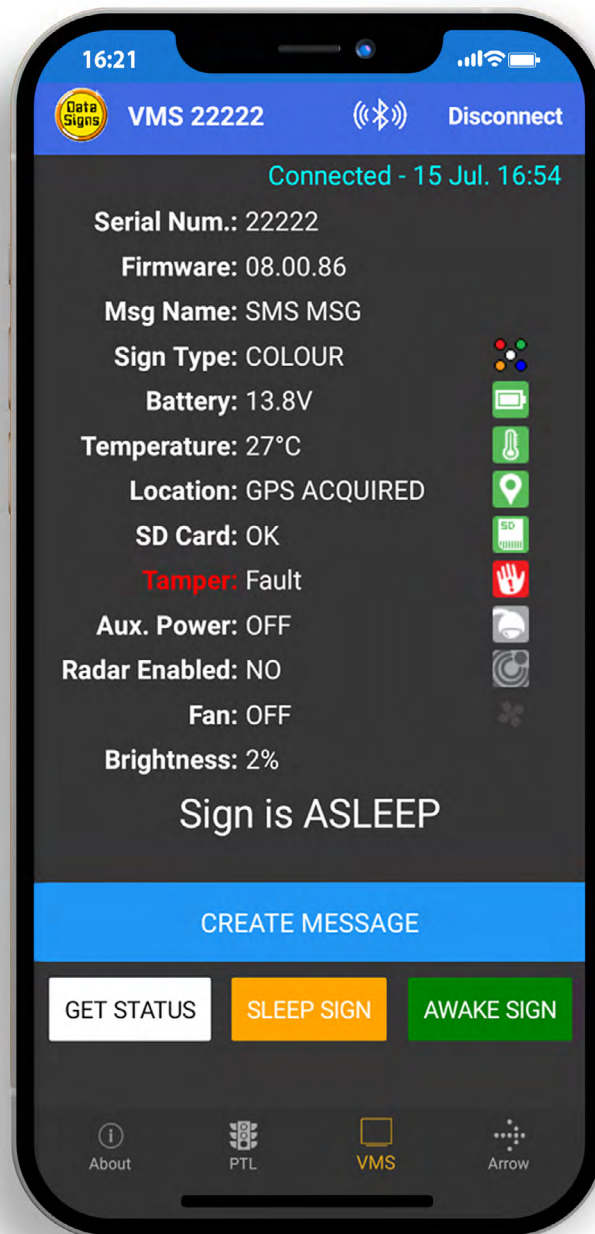 16:21
Data Signs
VMS 22222
Disconnect
Connected - 15 Jul. 16:54
Serial Num.: 22222
Firmware: 08.00.86
Msg Name: SMS MSG
Sign Type: COLOUR
Battery: 13.8V
Temperature: 27°C
Location: GPS ACQUIRED
SD Card: OK
SD
Tamper: Fault
Aux. Power: OFF
Radar Enabled: NO
Fan: OFF
Brightness: 2%
Sign is ASLEEP
CREATE MESSAGE
GET STATUS SLEEP SIGN AWAKE SIGN
About PTL VMS Arrow